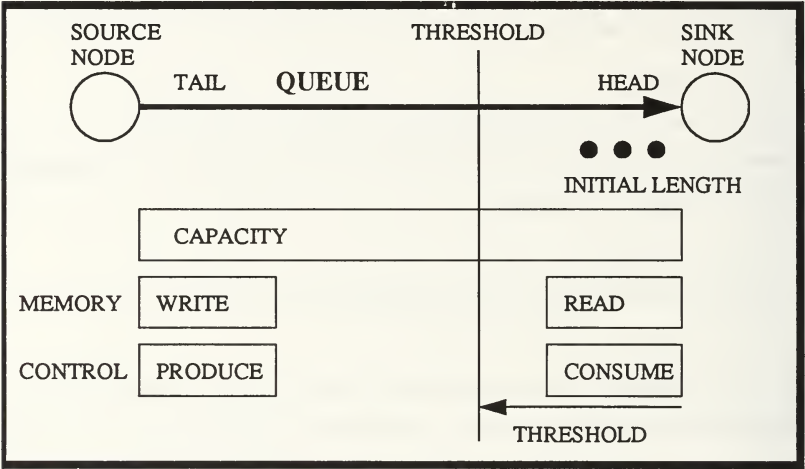 SOURCE NODE
THRESHOLD
SINK NODE
TAIL
QUEUE
HEAD
INITIAL LENGTH
CAPACITY
MEMORY
WRITE
READ
CONTROL
PRODUCE
CONSUME
THRESHOLD